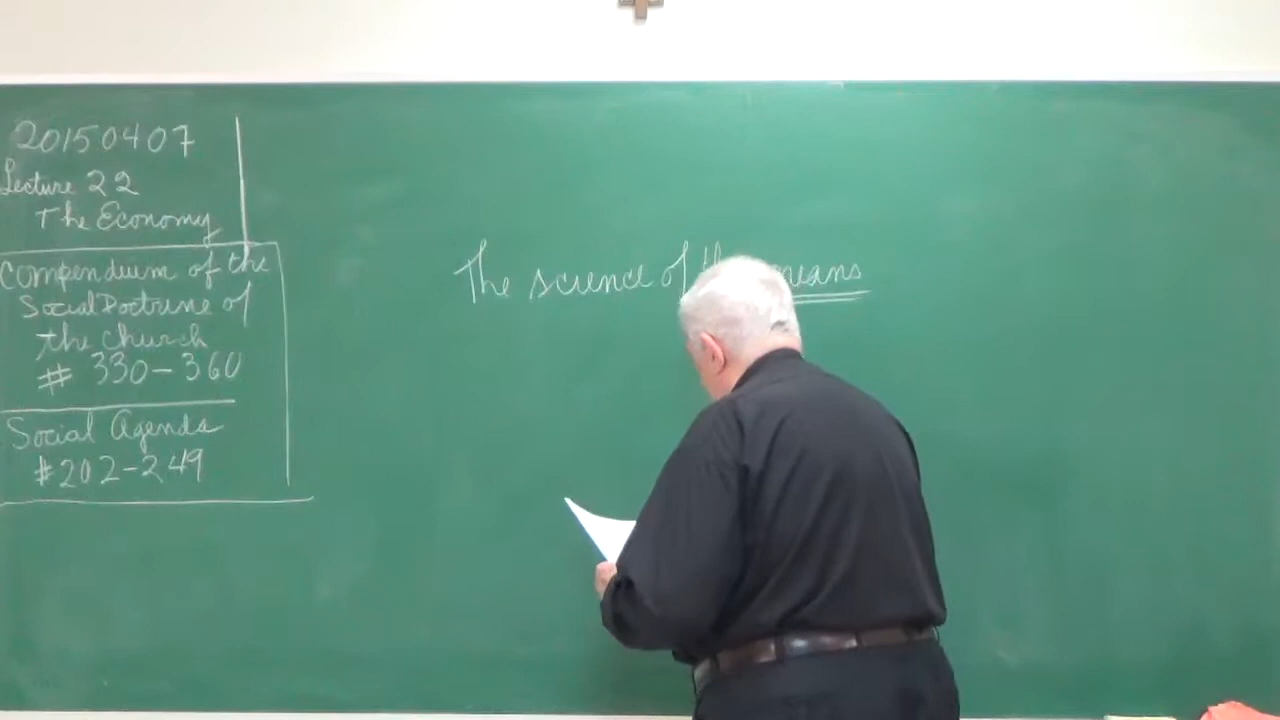 20150407
Lecture 22
The Economy
Compendium of the
Social Doctrine of
the Church
# 330-360
Social Agenda
#202-249
The science of means